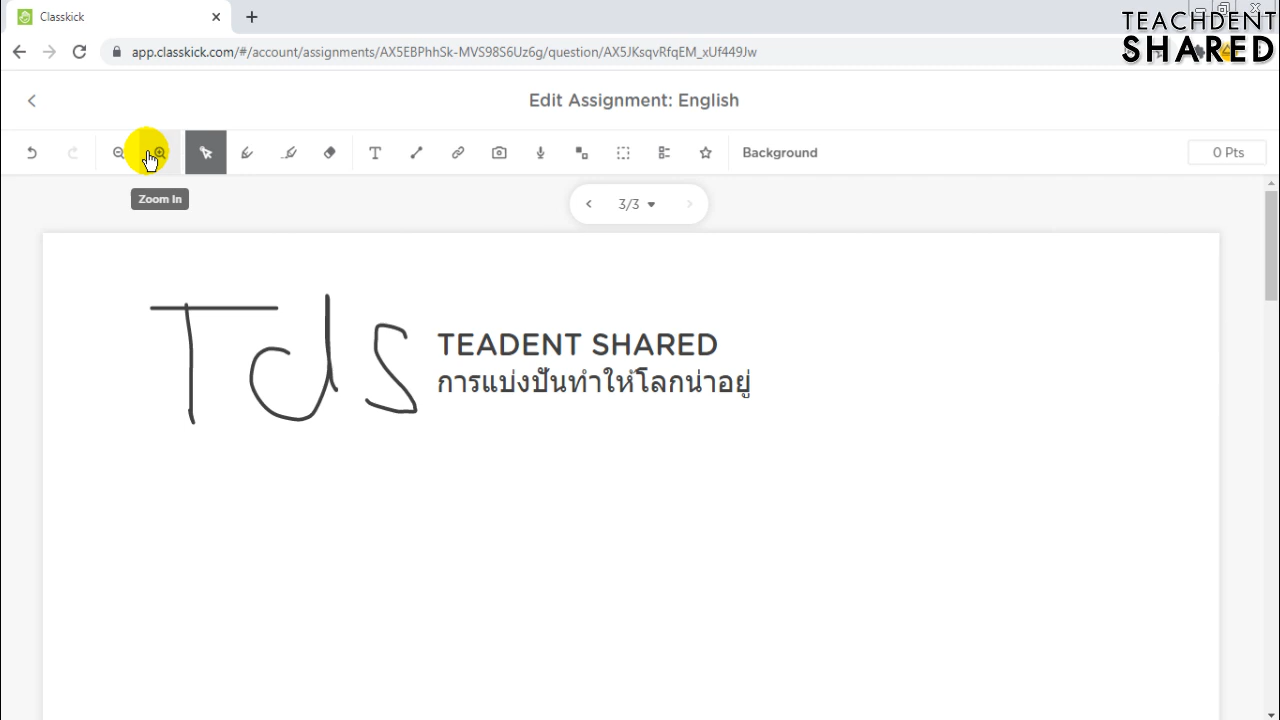 Classkick
TEACHDENT
SHARED
app.classkick.com/#/account/assignments/AX5EBPhhSk-MVS98S6Uz6g/question/AX5JKsqvRfqEM_xUf449Jw
Edit Assignment: English
T
Background
0 Pts
Zoom In
3/3
Tds
TEADENT SHARED
การแบ่งปันทำให้โลกน่าอยู่